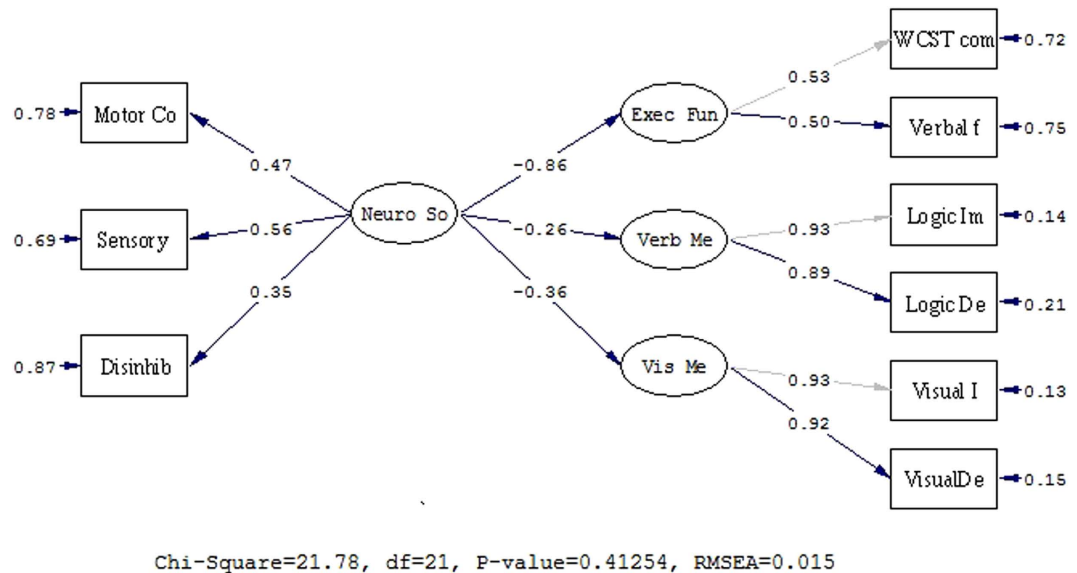 WCST com
0.72
0.53
0.78
Motor Co
Exec Fun
0.50
Verbal f
0.75
0.47
-0.86
Neuro So
Logic Im
0.14
0.69
Sensory
0.56
-0.26
Verb Me
0.93
0.89
0.35
-0.36
Logic De
0.21
0.87
Disinhib
Vis Me
0.93
Visual I
0.13
0.92
VisualDe
0.15
Chi-Square=21.78, df=21, P-value=0.41254, RMSEA=0.015